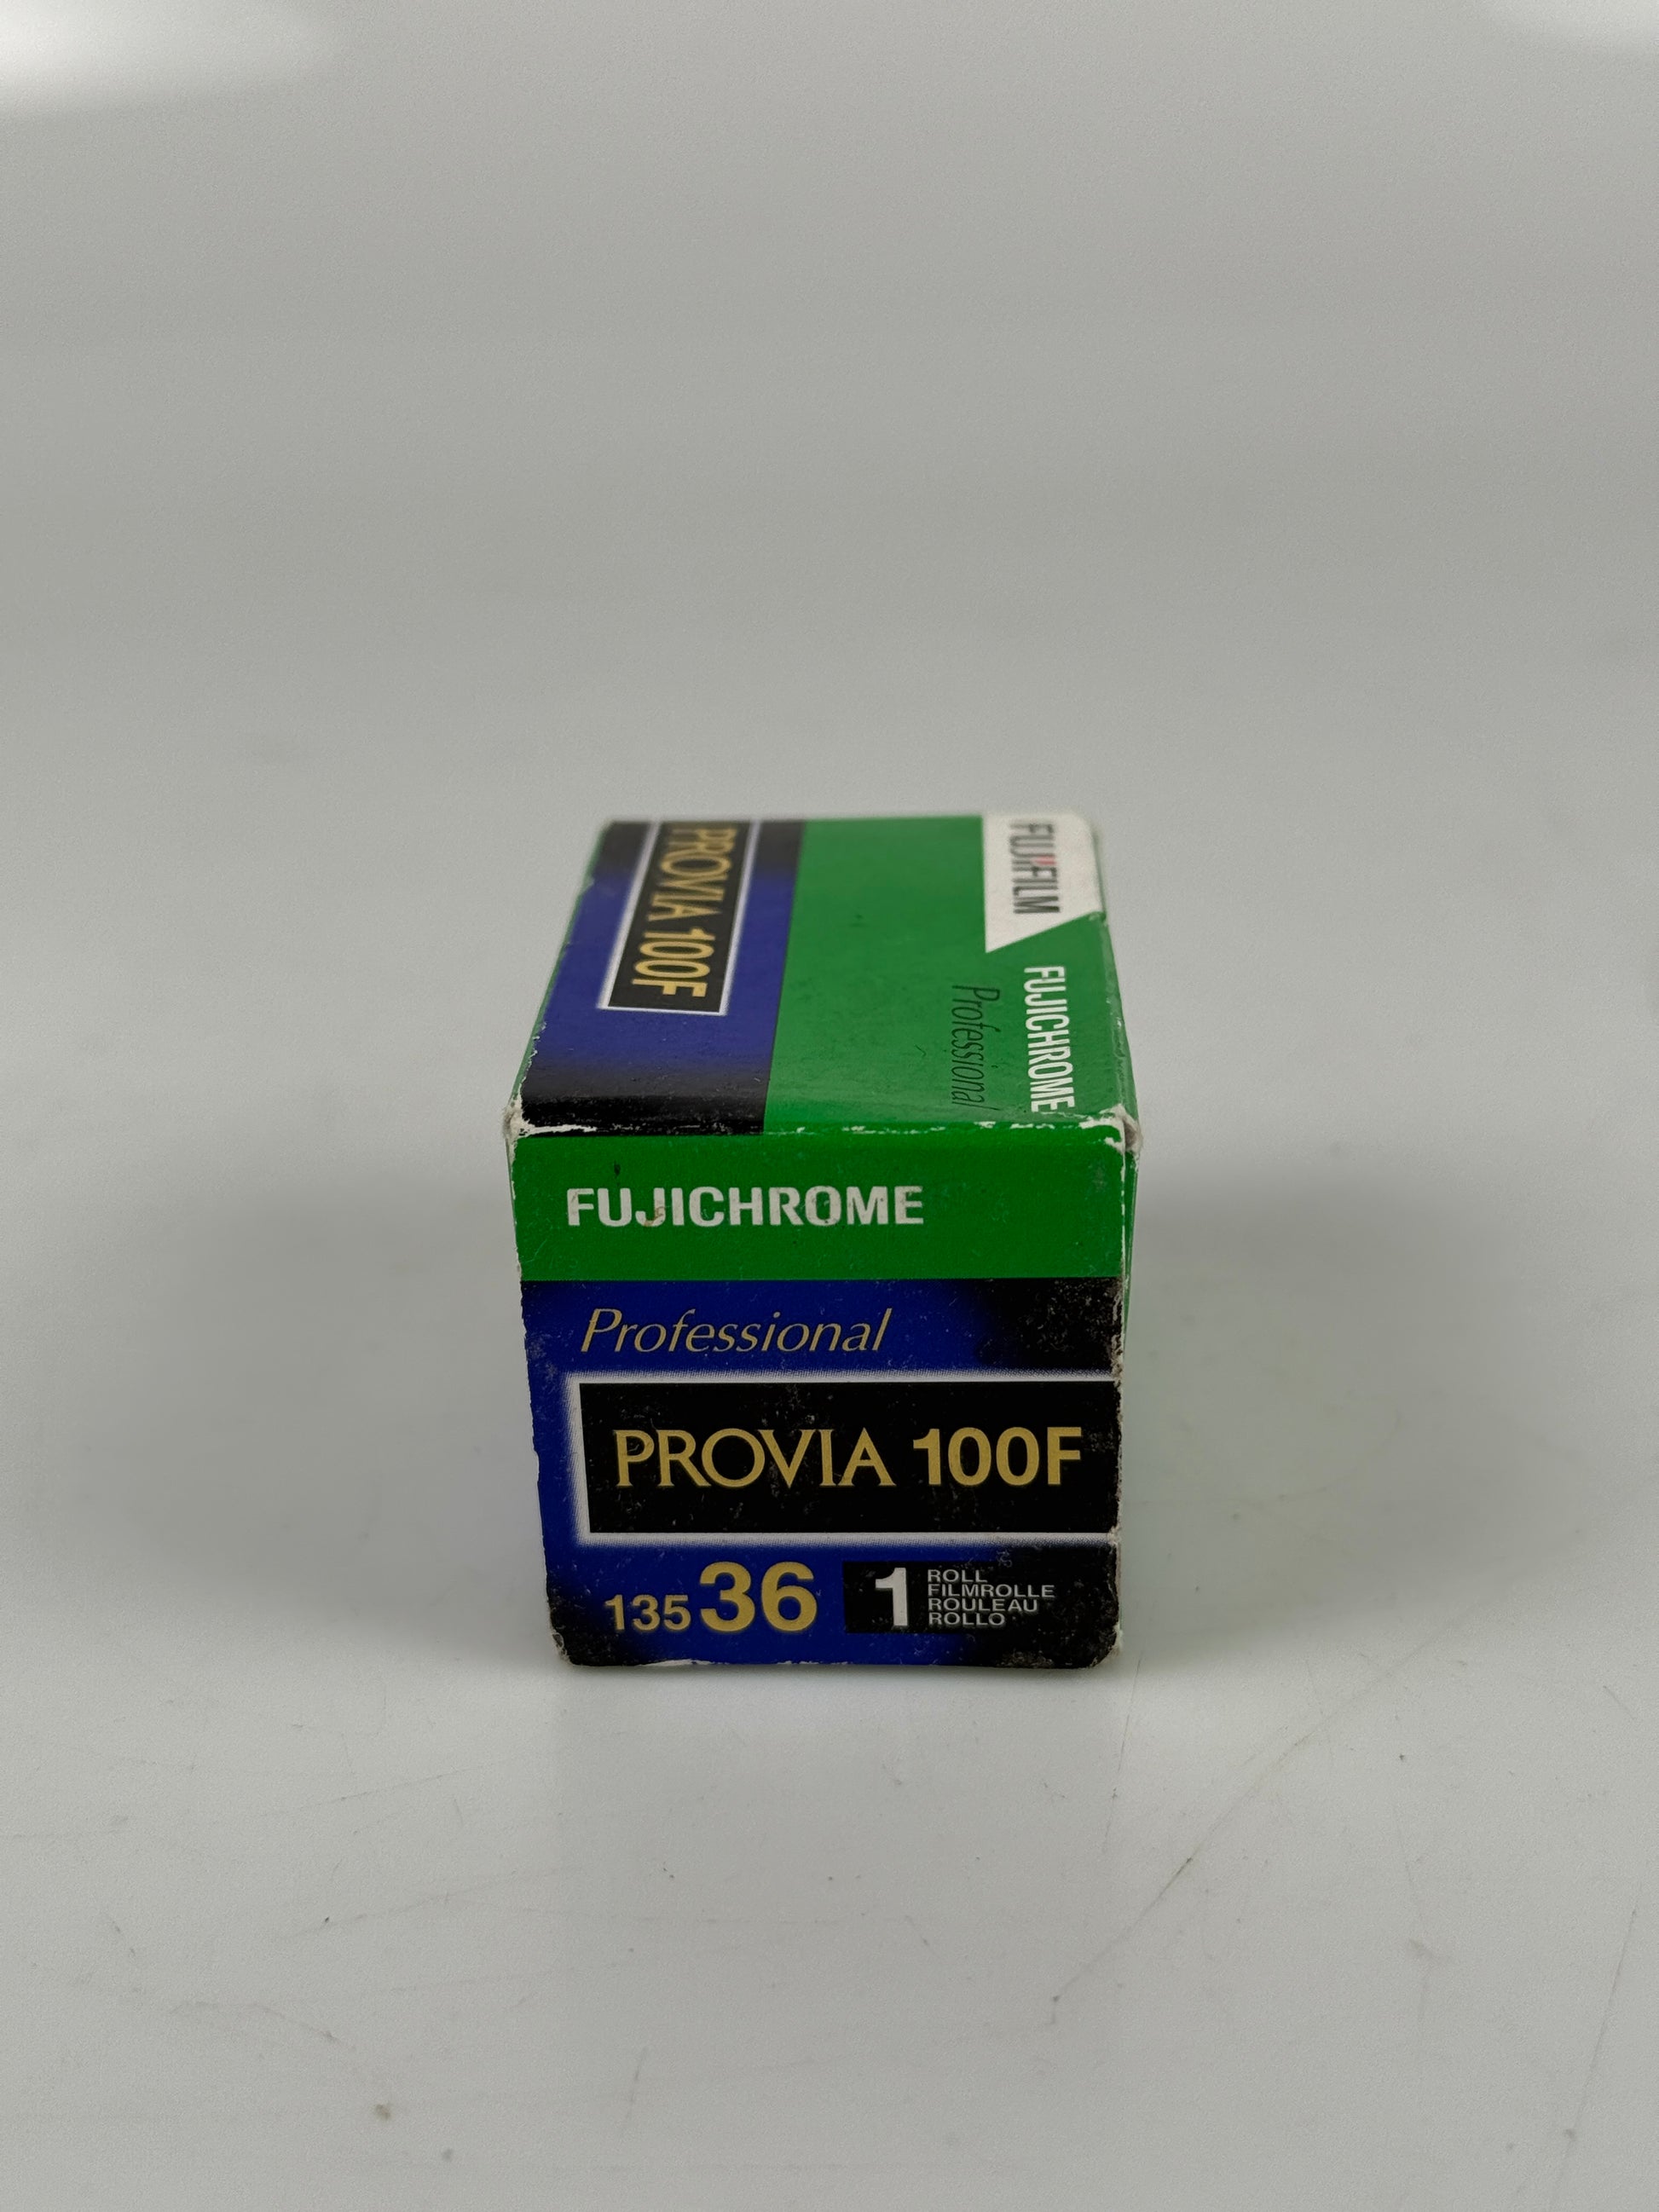 PROVIA 100F
FUJIFILM
FUJICHROME
Professional
FUJICHROME
Professional
PROVIA 100F
135 36
1
ROLL
FILMROLLE
ROULEAU
ROLLO